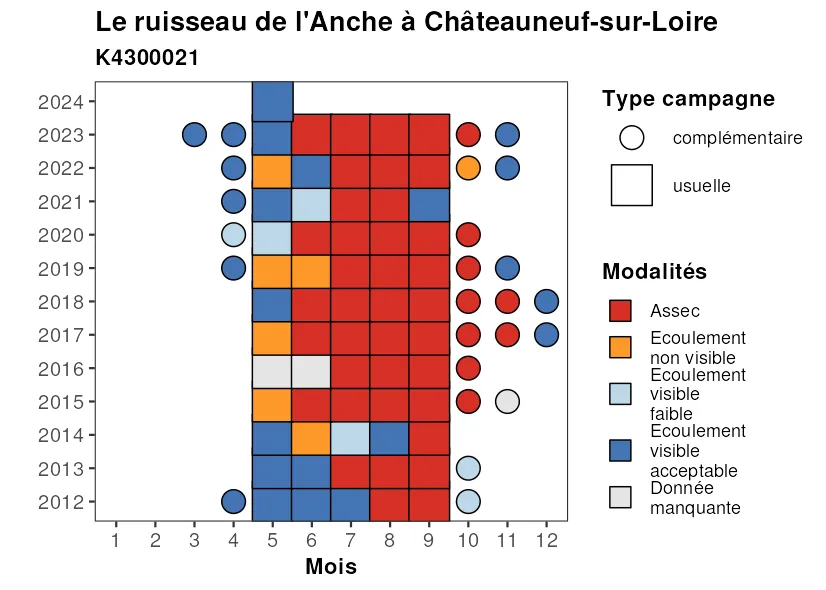 Le ruisseau de l'Anche à Châteauneuf-sur-Loire
K4300021
2024
2023
2022
2021
2020
2019
2018
2017
2016
2015
2014
2013
2012
1 2 3 4 5 6 7 8 9 10 11 12
Mois
Type campagne
complémentaire
usuelle
Modalités
Assec
Ecoulement
non visible
Ecoulement
visible
faible
Ecoulement
visible
acceptable
Donnée
manquante